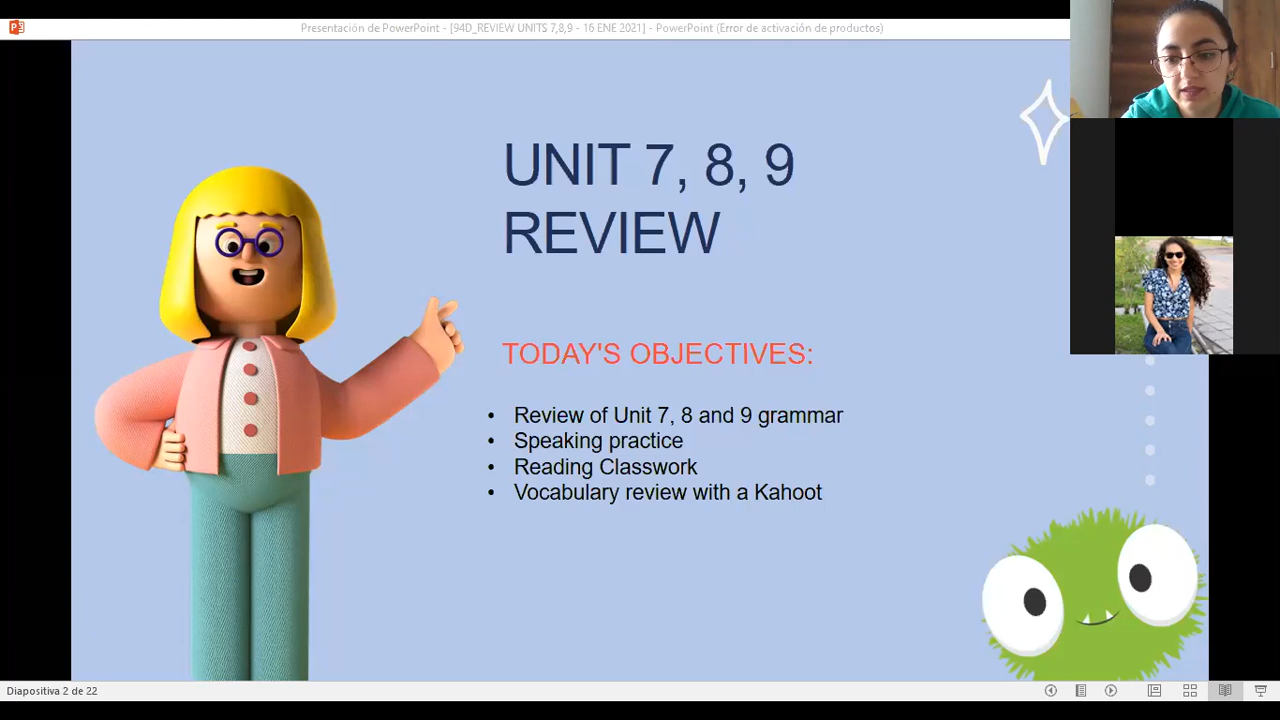 Presentación de PowerPoint - [94D_REVIEW UNITS 7,8,9 - 16 ENE 2021] - PowerPoint (Error de activación de productos)
UNIT 7, 8, 9
REVIEW
TODAY'S OBJECTIVES:
• Review of Unit 7, 8 and 9 grammar
• Speaking practice
• Reading Classwork
• Vocabulary review with a Kahoot
Diapositiva 2 de 22